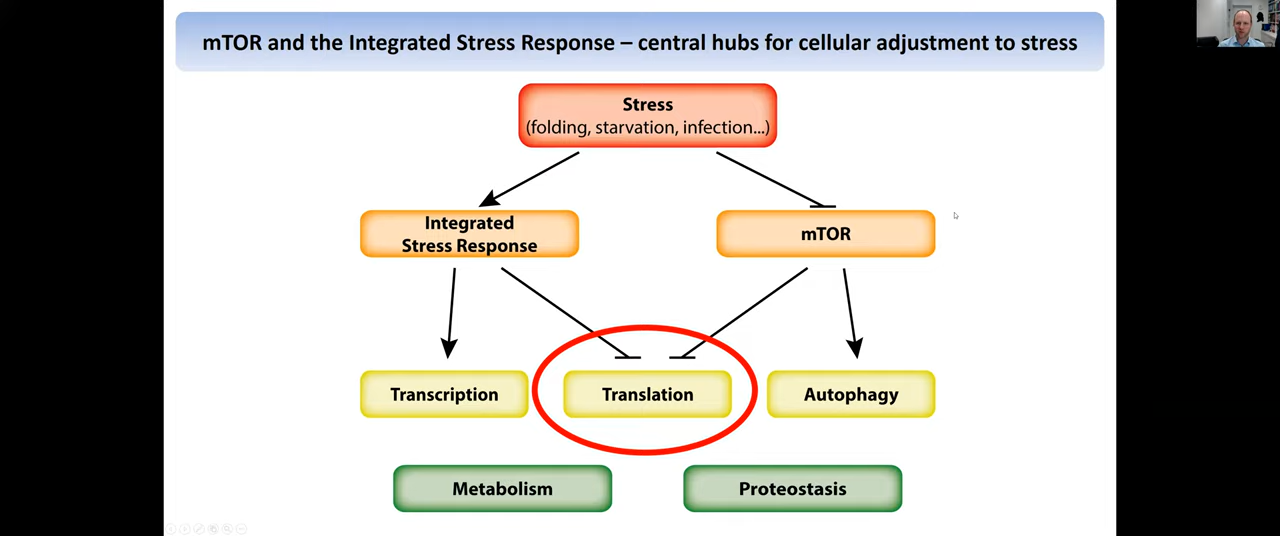 mTOR and the Integrated Stress Response – central hubs for cellular adjustment to stress
Stress
(folding, starvation, infection...)
Integrated
Stress Response
mTOR
Transcription
Translation
Autophagy
Metabolism
Proteostasis